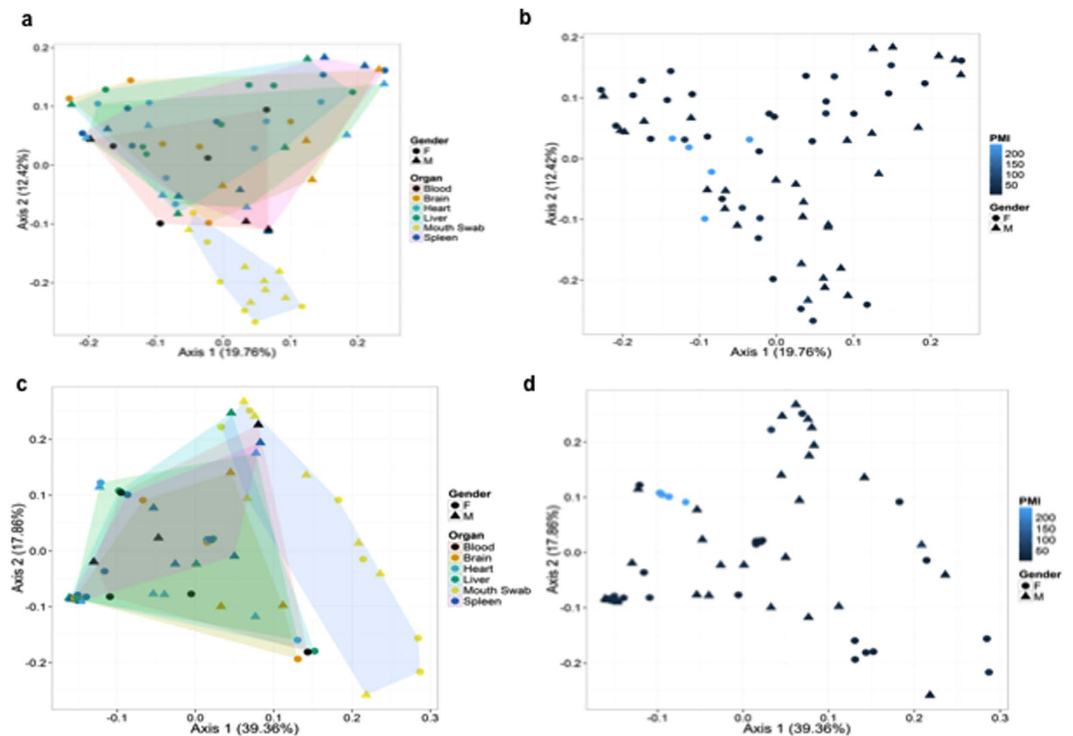 a
0.2
0.1
0.0
-0.1
-0.2
Axis 2 (12.42%)
-0.2 -0.1 0.0 0.1 0.2
Axis 1 (19.76%)
Gender
F
M
Organ
Blood
Brain
Heart
Liver
Mouth Swab
Spleen
b
0.2
0.1
0.0
-0.1
-0.2
Axis 2 (12.42%)
-0.2 -0.1 0.0 0.1 0.2
Axis 1 (19.76%)
PMI
200
150
100
50
Gender
F
M
c
0.2
0.1
0.0
-0.1
-0.2
Axis 2 (17.86%)
-0.1 0.0 0.1 0.2 0.3
Axis 1 (39.36%)
Gender
F
M
Organ
Blood
Brain
Heart
Liver
Mouth Swab
Spleen
d
0.2
0.1
0.0
-0.1
-0.2
Axis 2 (17.86%)
-0.1 0.0 0.1 0.2 0.3
Axis 1 (39.36%)
PMI
200
150
100
50
Gender
F
M